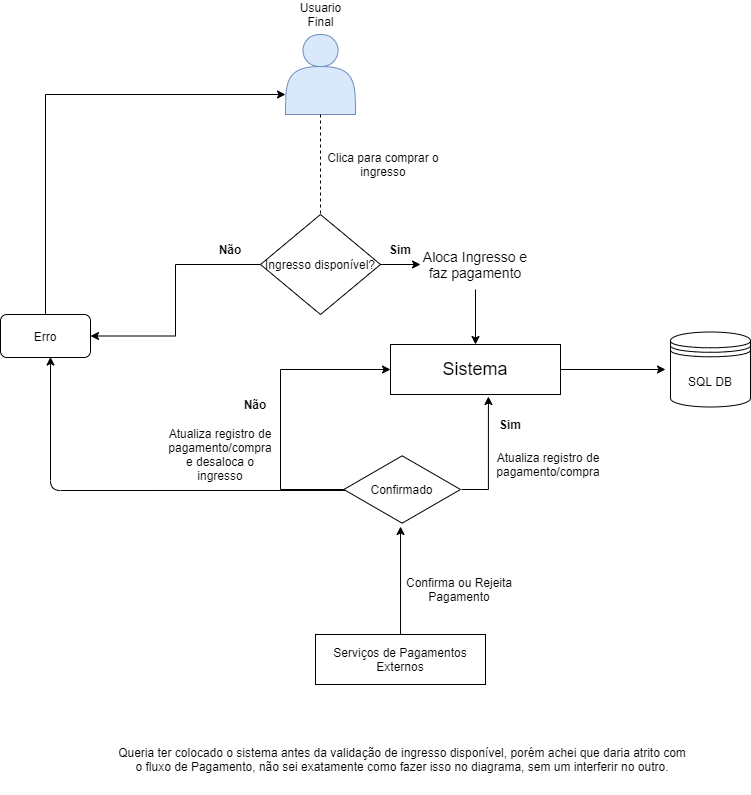 Usuario
Final
Clica para comprar o
ingresso
Não
Sim
Ingresso disponível?
Aloca Ingresso e
faz pagamento
Erro
Sistema
SQL DB
Não
Atualiza registro de
pagamento/compra
e desaloca o
ingresso
Sim
Atualiza registro de
pagamento/compra
Confirmado
Confirma ou Rejeita
Pagamento
Serviços de Pagamentos
Externos
Queria ter colocado o sistema antes da validação de ingresso disponível, porém achei que daria atrito com
o fluxo de Pagamento, não sei exatamente como fazer isso no diagrama, sem um interferir no outro.